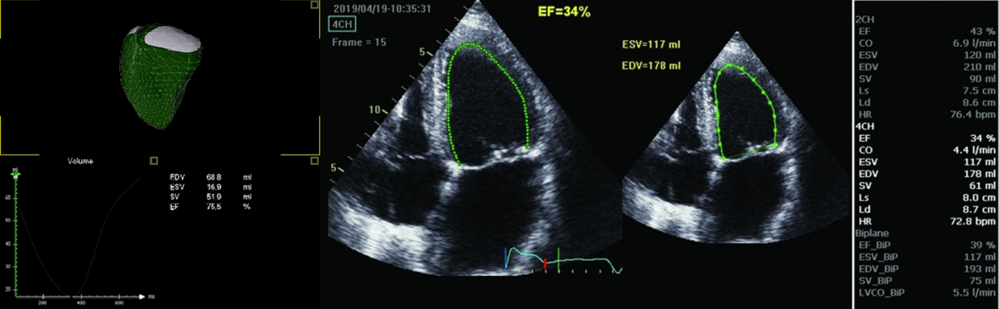 Volume
ml
60
50
40
30
20
200
400
600
ms
EDV 68.8 ml
ESV 16.9 ml
SV 51.9 ml
EF 75.5 %
2019/04/19-10:35:31
4CH
Frame = 15
5
10
5
EF=34%
ESV=117 ml
EDV=178 ml
2CH
EF 43 %
CO 6.9 l/min
ESV 120 ml
EDV 210 ml
SV 90 ml
Ls 7.5 cm
Ld 8.6 cm
HR 76.4 bpm
4CH
EF 34 %
CO 4.4 l/min
ESV 117 ml
EDV 178 ml
SV 61 ml
Ls 8.0 cm
Ld 8.7 cm
HR 72.8 bpm
Biplane
EF_BiP 39 %
ESV_BiP 117 ml
EDV_BiP 193 ml
SV_BiP 75 ml
LVCO_BiP 5.5 l/min